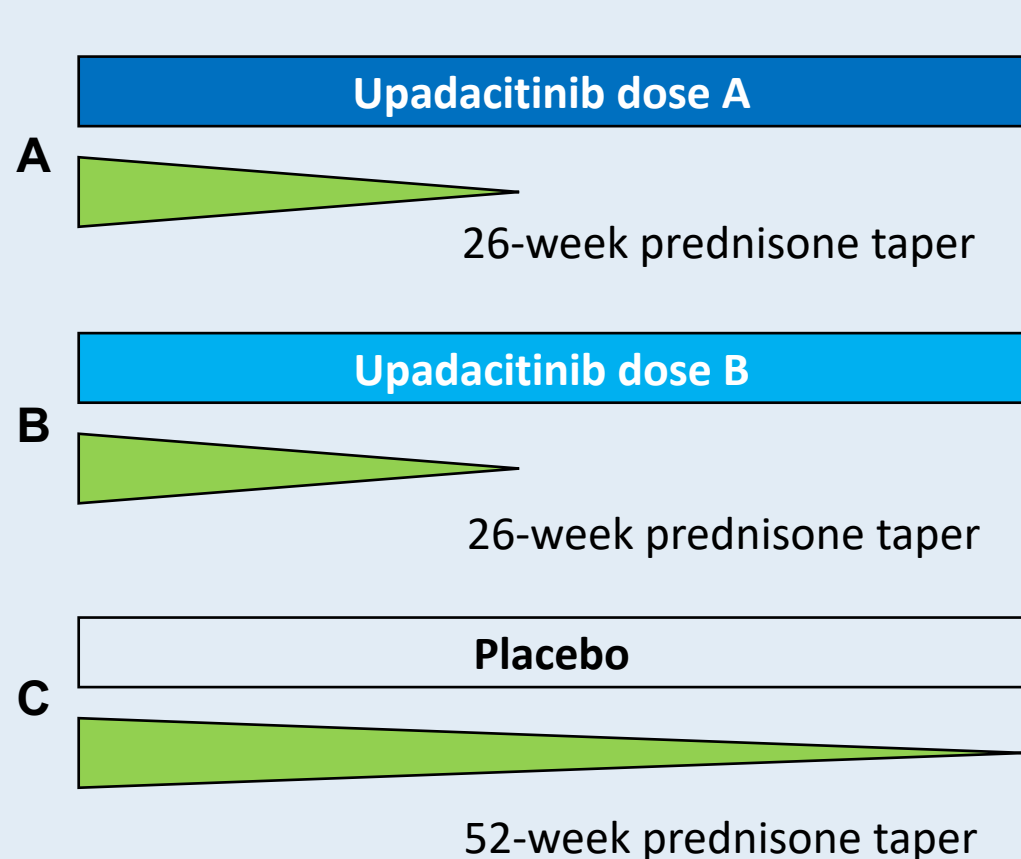 Upadacitinib dose A
A
26-week prednisone taper
Upadacitinib dose B
B
26-week prednisone taper
Placebo
C
52-week prednisone taper